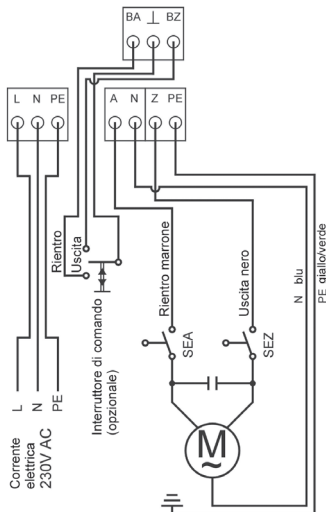 BA ⊥ BZ
L N PE
A N Z PE
Rientro
Uscita
Interruttore di comando
(opzionale)
Rientro marrone
Uscita nero
N blu
PE giallo/verde
SEA
SEZ
L
N
PE
Corrente
elettrica
230V AC
M
~